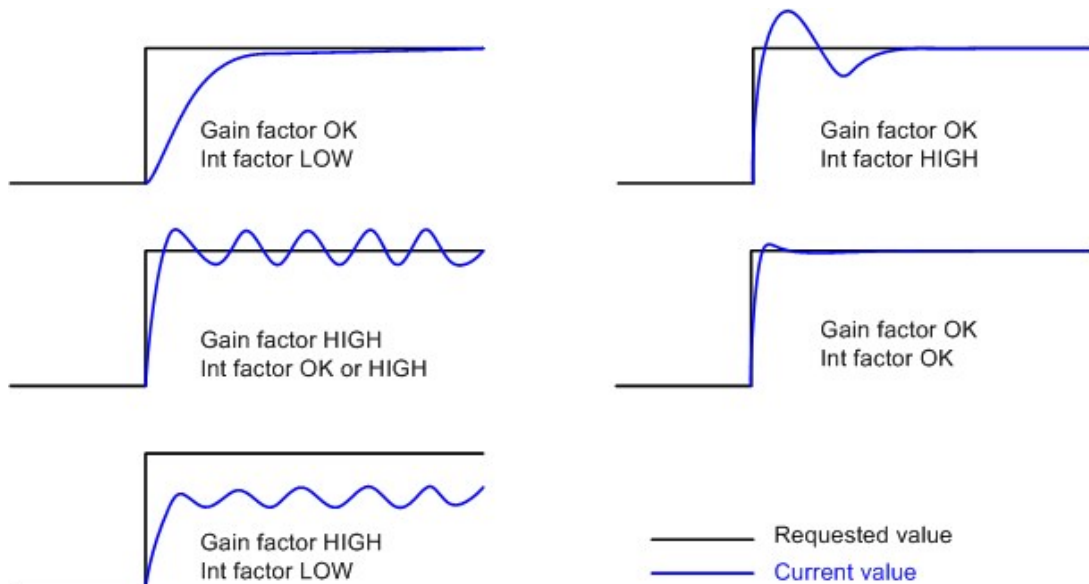 Gain factor OK
Int factor LOW
Gain factor OK
Int factor HIGH
Gain factor HIGH
Int factor OK or HIGH
Gain factor OK
Int factor OK
Gain factor HIGH
Int factor LOW
Requested value
Current value